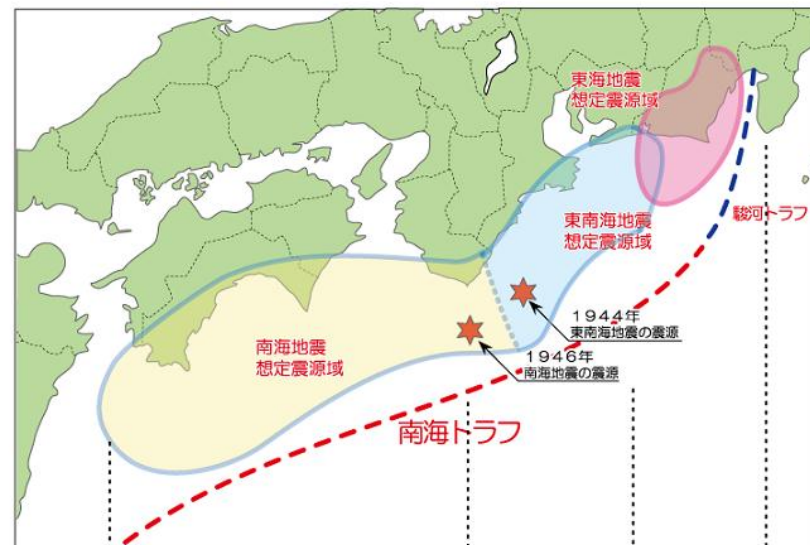 東海地震
想定震源域
駿河トラフ
東南海地震
想定震源域
1944年
東南海地震の震源
1946年
南海地震の震源
南海地震
想定震源域
南海トラフ